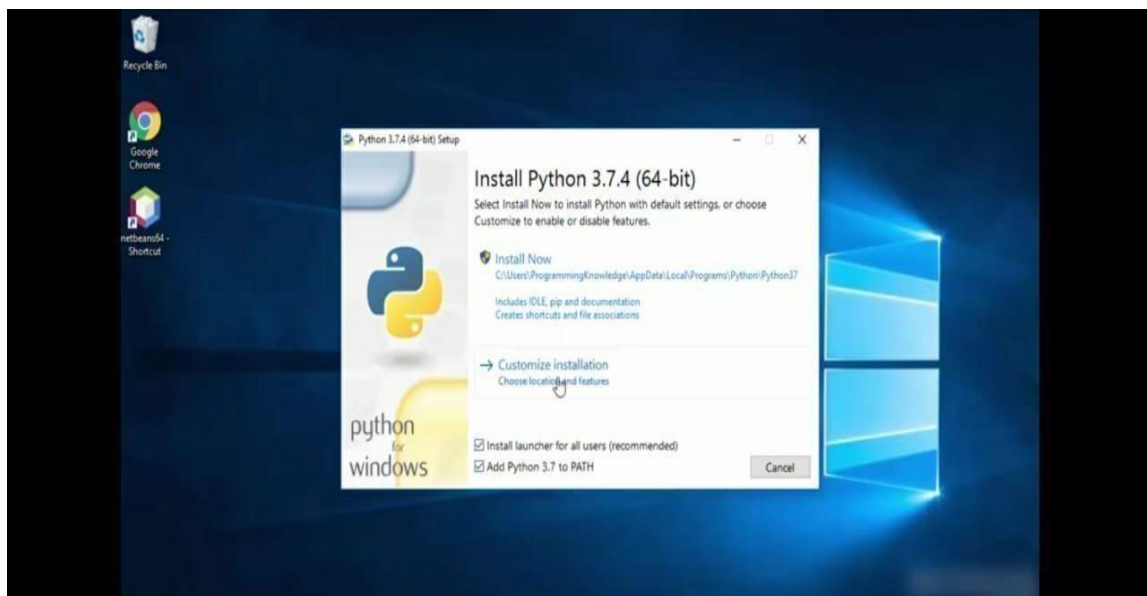 Recycle Bin
Google
Chrome
netbeans64 -
Shortcut
Python 3.7.4 (64-bit) Setup
Install Python 3.7.4 (64-bit)
Select Install Now to install Python with default settings, or choose
Customize to enable or disable features.
Install Now
C:\Users\ProgrammingKnowledge\AppData\Local\Programs\Python\Python37
Includes IDLE, pip and documentation
Creates shortcuts and file associations
Customize installation
Choose location and features
python
for
windows
Install launcher for all users (recommended)
Add Python 3.7 to PATH
Cancel